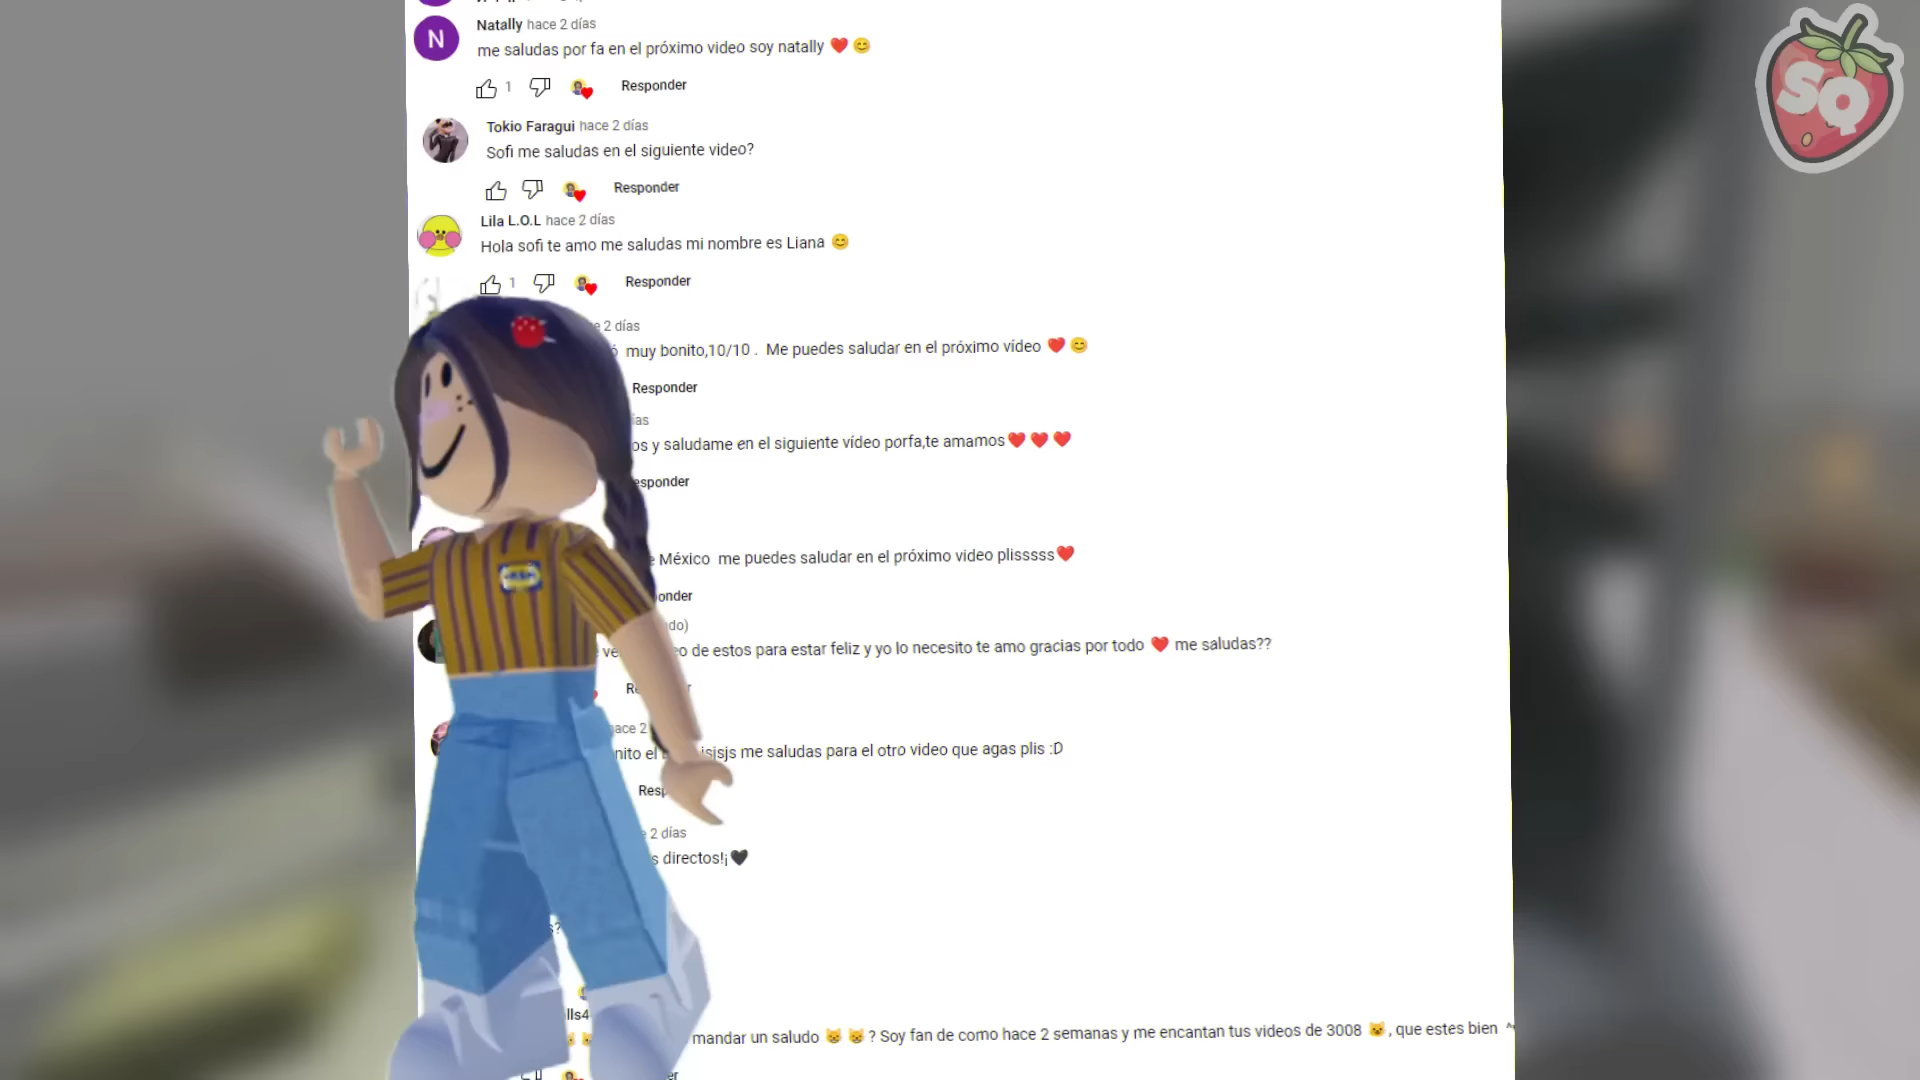 N
Natally hace 2 días
me saludas por fa en el próximo video soy natally ❤️ 😊
1 Responder
Tokio Faragui hace 2 días
Sofi me saludas en el siguiente video?
Responder
Lila L.O.L hace 2 días
Hola sofi te amo me saludas mi nombre es Liana 😊
1 Responder
2 días
muy bonito,10/10 . Me puedes saludar en el próximo vídeo ❤️ 😊
Responder
y saludame en el siguiente vídeo porfa,te amamos❤️ ❤️ ❤️
México me puedes saludar en el próximo video plisssss❤️
de estos para estar feliz y yo lo necesito te amo gracias por todo ❤️ me saludas??
me saludas para el otro video que agas plis :D
2 días
directos!¡🖤
mandar un saludo 😸 😸 ? Soy fan de como hace 2 semanas y me encantan tus videos de 3008 😺 , que estes bien
SQ